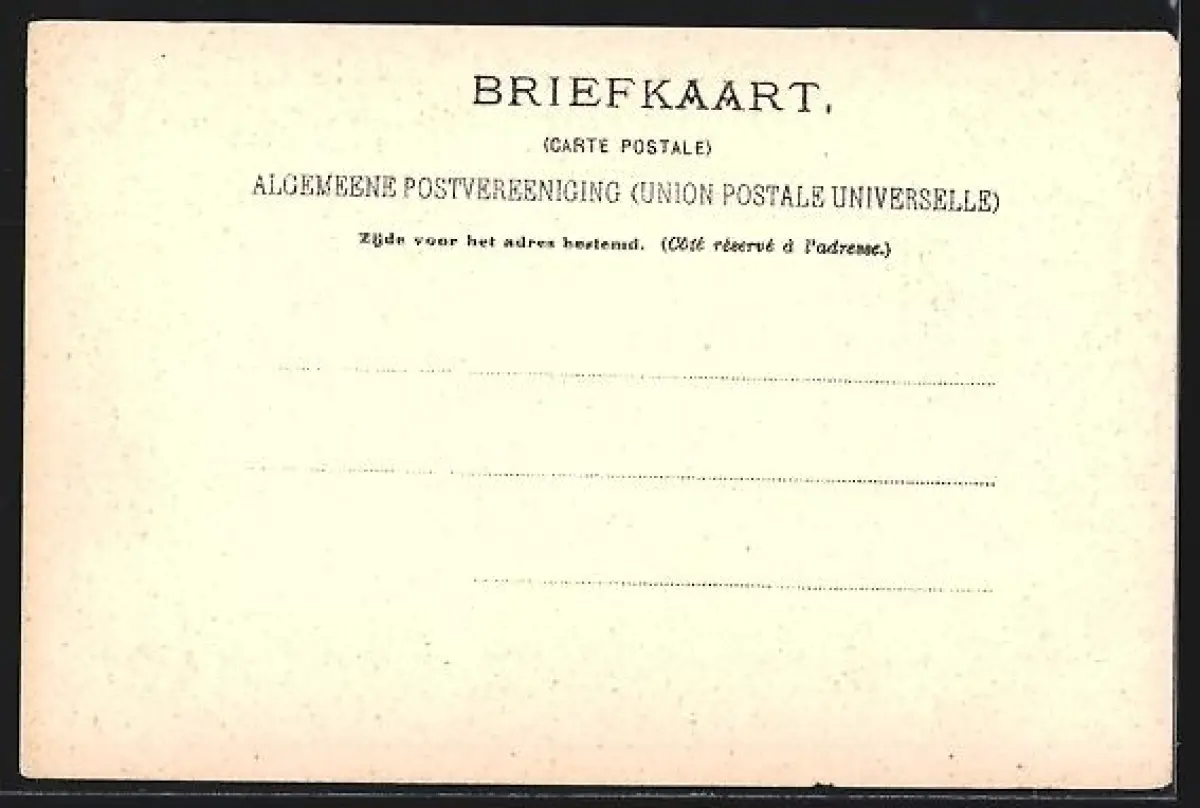 BRIEFKAART.
(CARTE POSTALE)
ALGEMEENE POSTVEREENIGING (UNION POSTALE UNIVERSELLE)
Zijde voor het adres bestemd. (Côté réservé à l'adresse.)